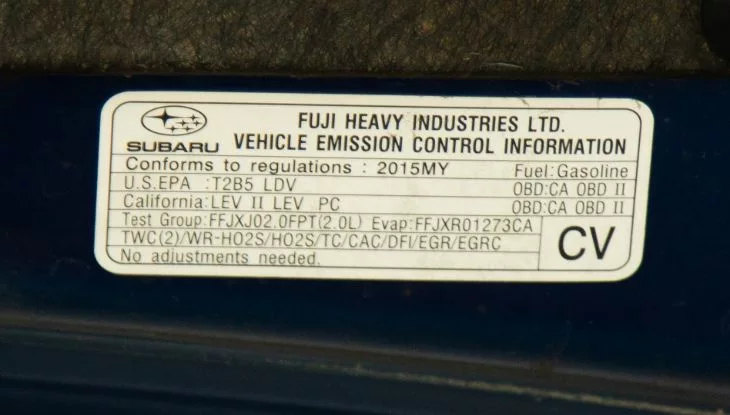 FUJI HEAVY INDUSTRIES LTD.
SUBARU VEHICLE EMISSION CONTROL INFORMATION
Conforms to regulations : 2015MY Fuel:Gasoline
U.S.EPA :T2B5 LDV OBD:CA OBD II
California:LEV II LEV PC OBD:CA OBD II
Test Group:FFJXJ02.0FPT(2.0L) Evap:FFJXR01273CA
TWC(2)/WR-HO2S/HO2S/TC/CAC/DFI/EGR/EGRC
No adjustments needed.
CV